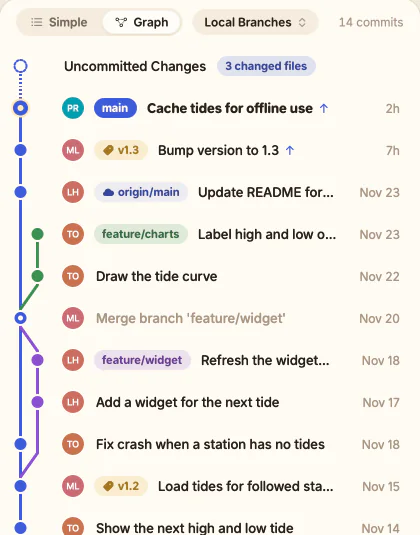 Simple Graph Local Branches 14 commits
Uncommitted Changes 3 changed files
PR main Cache tides for offline use ↑ 2h
ML v1.3 Bump version to 1.3 ↑ 7h
LH origin/main Update README for... Nov 23
TO feature/charts Label high and low o... Nov 23
TO Draw the tide curve Nov 22
ML Merge branch 'feature/widget' Nov 20
LH feature/widget Refresh the widget... Nov 18
LH Add a widget for the next tide Nov 17
TO Fix crash when a station has no tides Nov 18
ML v1.2 Load tides for followed sta... Nov 15
TO Show the next high and low tide Nov 14